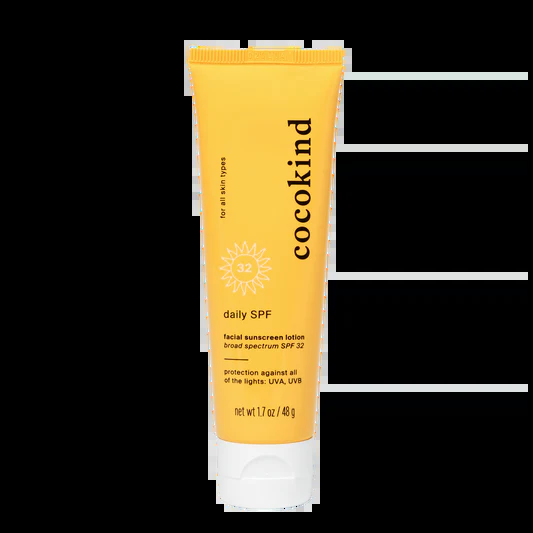 cocokind
for all skin types
32
daily SPF
facial sunscreen lotion
broad spectrum SPF 32
protection against all
of the lights: UVA, UVB
net wt 1.7 oz / 48 g